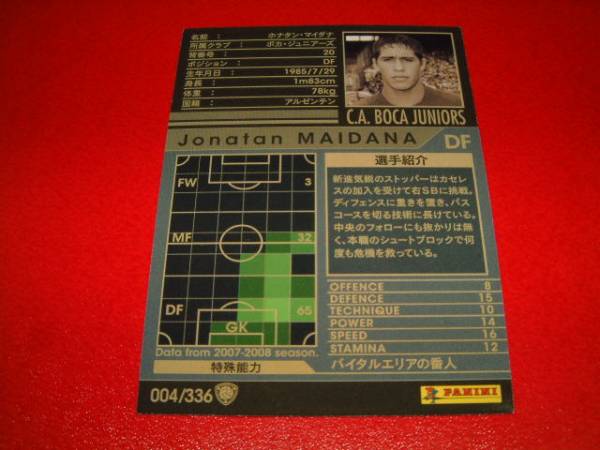 名前 : ホナタン・マイダナ
所属クラブ : ボカ・ジュニアーズ
背番号 : 20
ポジション : DF
生年月日 : 1985/7/29
身長 : 1m83cm
体重 : 78kg
国籍 : アルゼンチン
C.A. BOCA JUNIORS
Jonatan MAIDANA DF
FW 3
MF 32
DF 65
GK
Data from 2007-2008 season.
選手紹介
新進気鋭のストッパーはカセレ
スの加入を受けて右SBに挑戦。
ディフェンスに重きを置き、パス
コースを切る技術に長けている。
中央のフォローにも抜かりは無
く、本職のシュートブロックで何
度も危機を救っている。
OFFENCE 8
DEFENCE 15
TECHNIQUE 10
POWER 14
SPEED 16
STAMINA 12
特殊能力 バイタルエリアの番人
004/336
PANINI